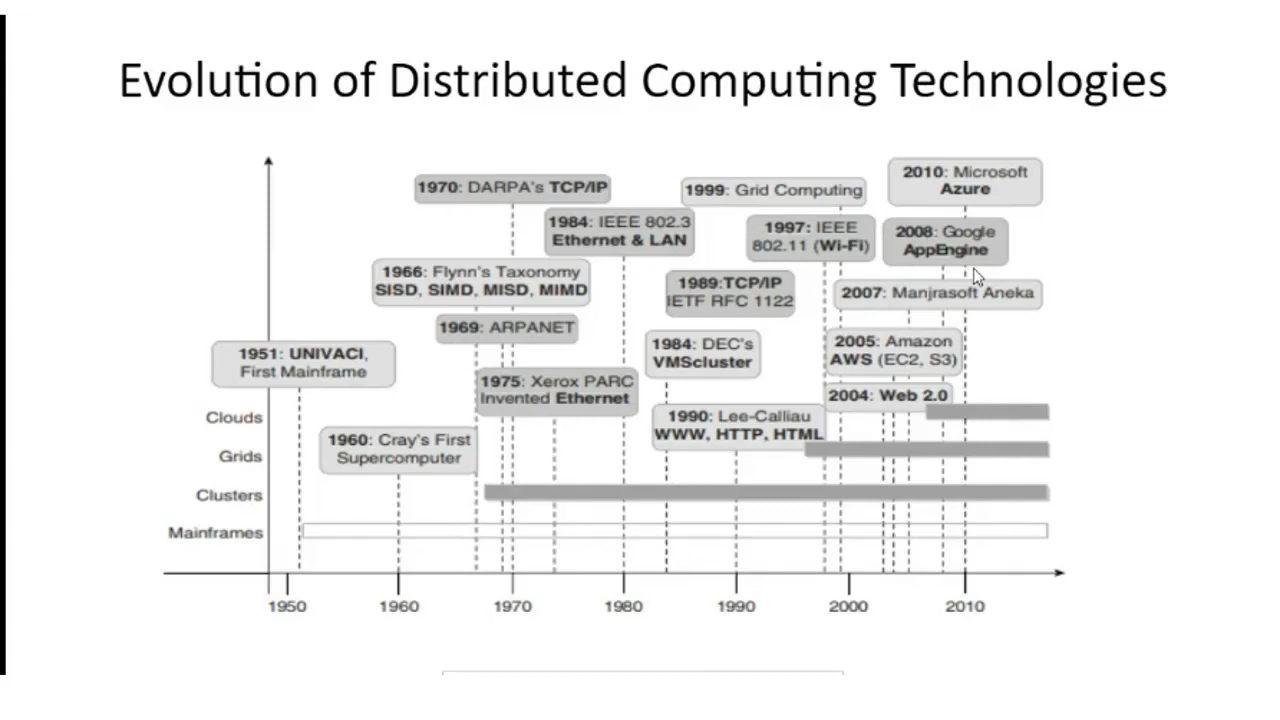 Evolution of Distributed Computing Technologies
2010: Microsoft
Azure
1970: DARPA's TCP/IP
1999: Grid Computing
1984: IEEE 802.3
Ethernet & LAN
1997: IEEE
802.11 (Wi-Fi)
2008: Google
AppEngine
1966: Flynn's Taxonomy
SISD, SIMD, MISD, MIMD
1989:TCP/IP
IETF RFC 1122
2007: Manjrasoft Aneka
1969: ARPANET
1951: UNIVACI,
First Mainframe
1984: DEC's
VMScluster
2005: Amazon
AWS (EC2, S3)
1975: Xerox PARC
Invented Ethernet
2004: Web 2.0
Clouds
1990: Lee-Calliau
WWW, HTTP, HTML
1960: Cray's First
Supercomputer
Grids
Clusters
Mainframes
1950 1960 1970 1980 1990 2000 2010